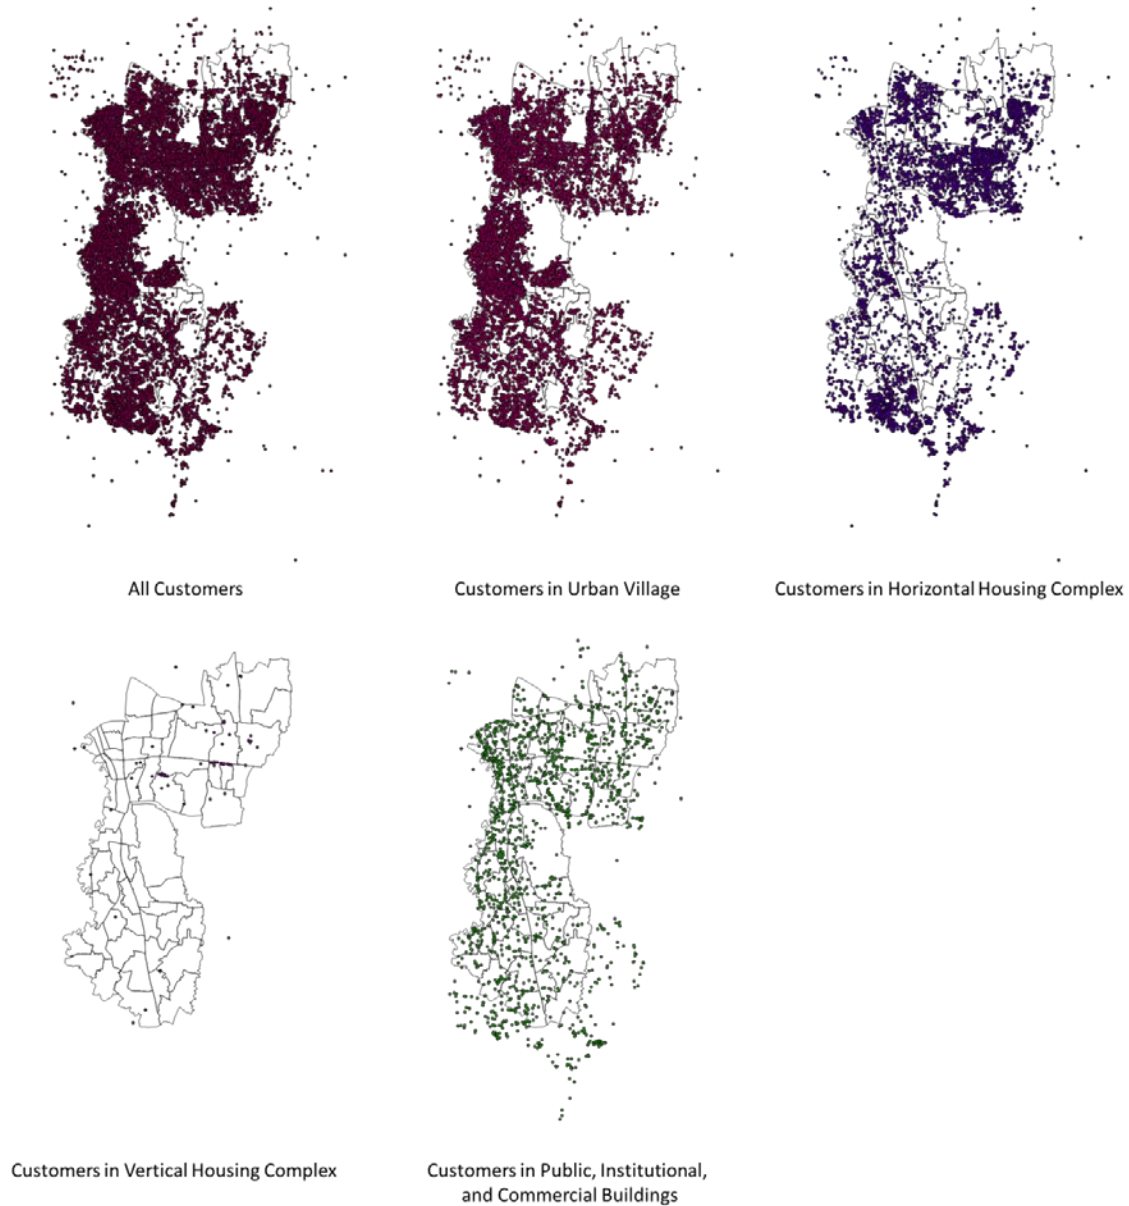 All Customers
Customers in Urban Village
Customers in Horizontal Housing Complex
Customers in Vertical Housing Complex
Customers in Public, Institutional,
and Commercial Buildings